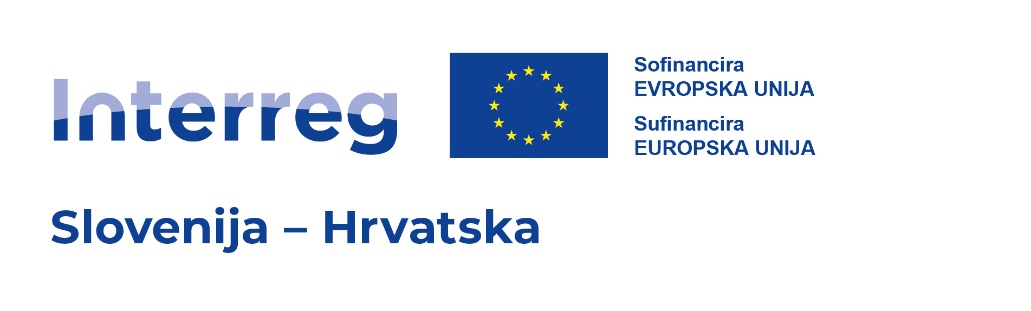 Interreg
Sofinancira
EVROPSKA UNIJA
Sufinancira
EUROPSKA UNIJA
Slovenija – Hrvatska